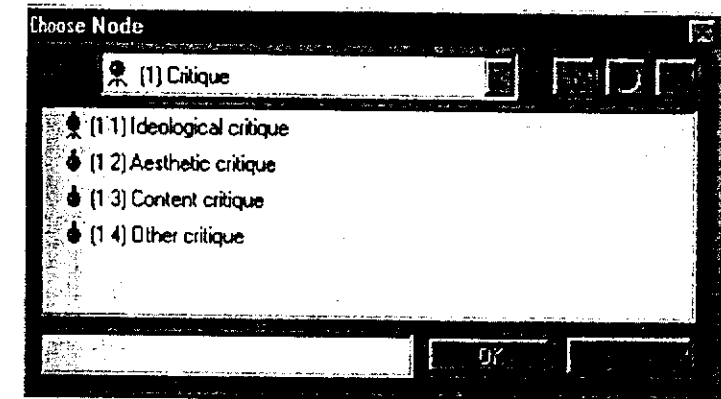 Choose Node
(1) Critique
(1 1) Ideological critique
(1 2) Aesthetic critique
(1 3) Content critique
(1 4) Other critique
OK